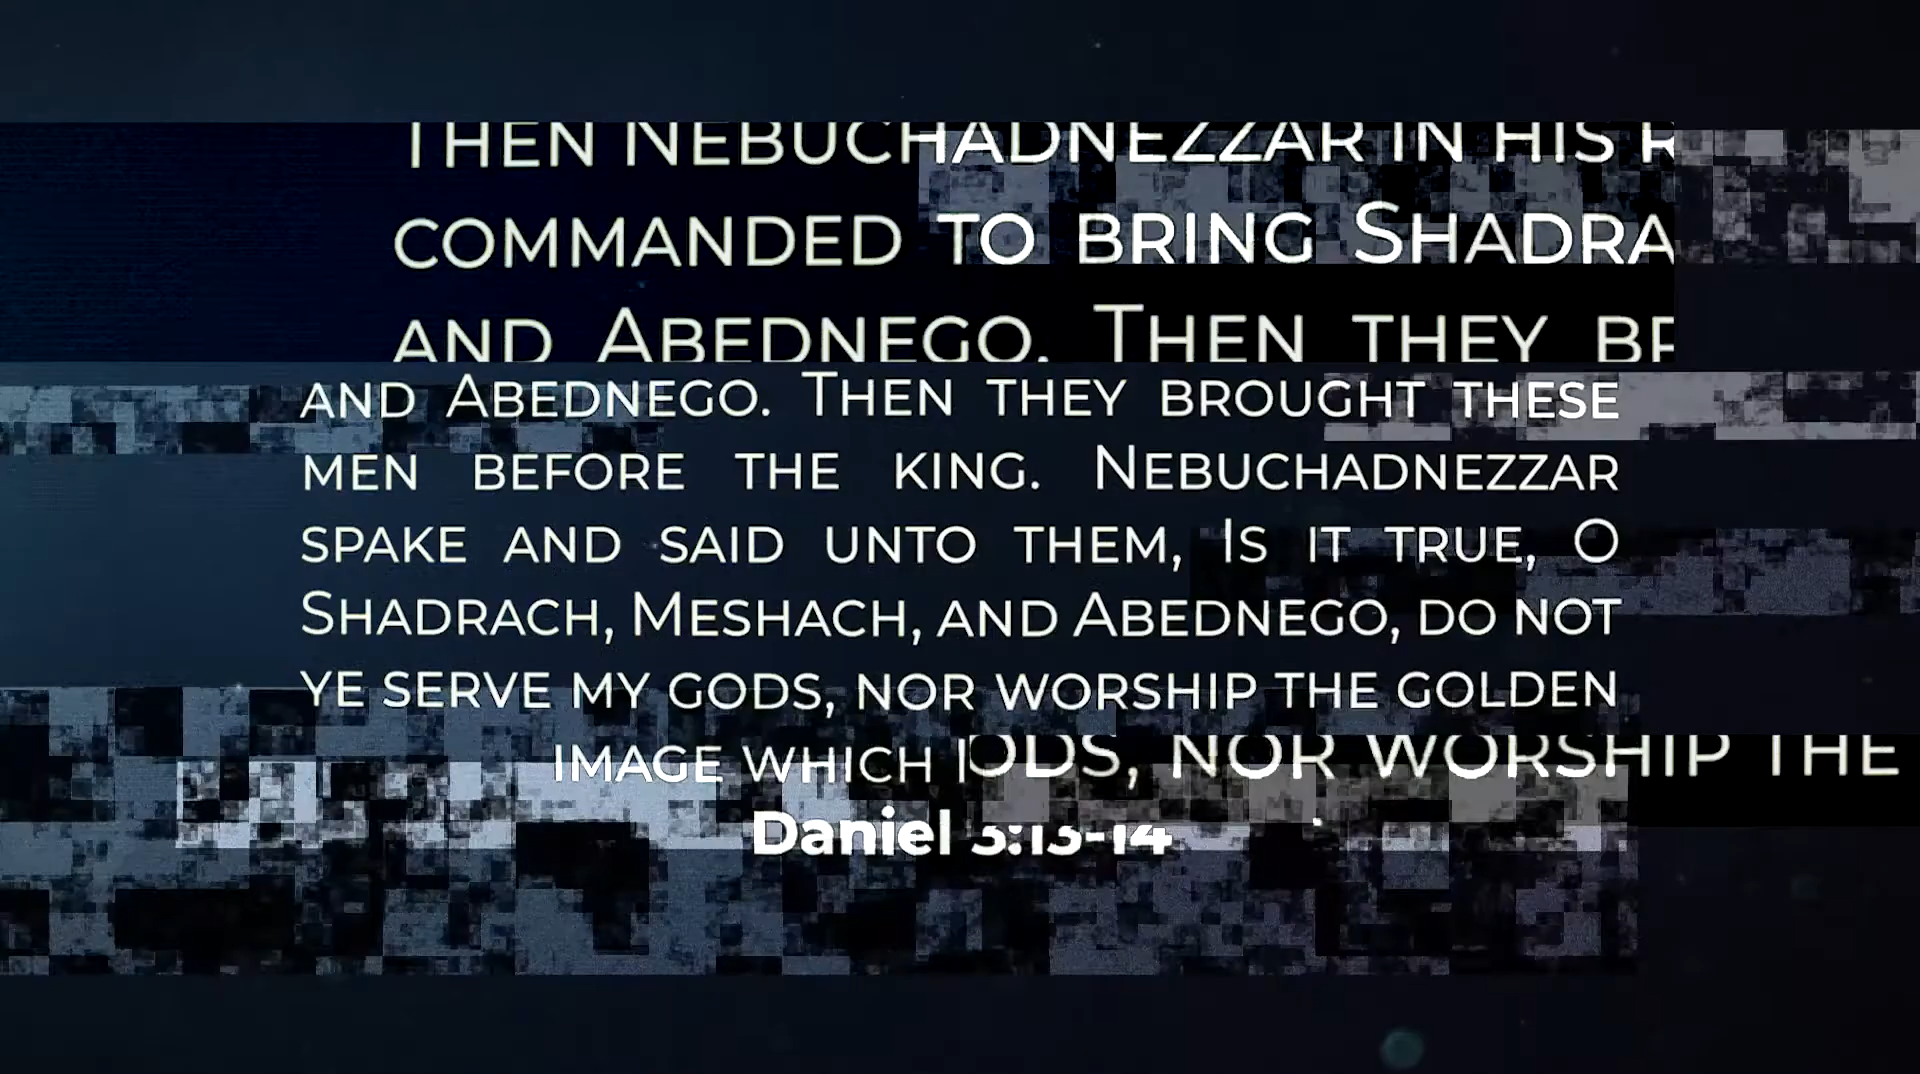 THEN NEBUCHADNEZZAR IN HIS
COMMANDED TO BRING SHADRA
AND ABEDNEGO. THEN THEY
AND ABEDNEGO. THEN THEY BROUGHT THESE
MEN BEFORE THE KING. NEBUCHADNEZZAR
SPAKE AND SAID UNTO THEM, IS IT TRUE, O
SHADRACH, MESHACH, AND ABEDNEGO, DO NOT
YE SERVE MY GODS, NOR WORSHIP THE GOLDEN
IMAGE WHICH I ODS, NOR WORSHIP THE
Daniel 3:13-14